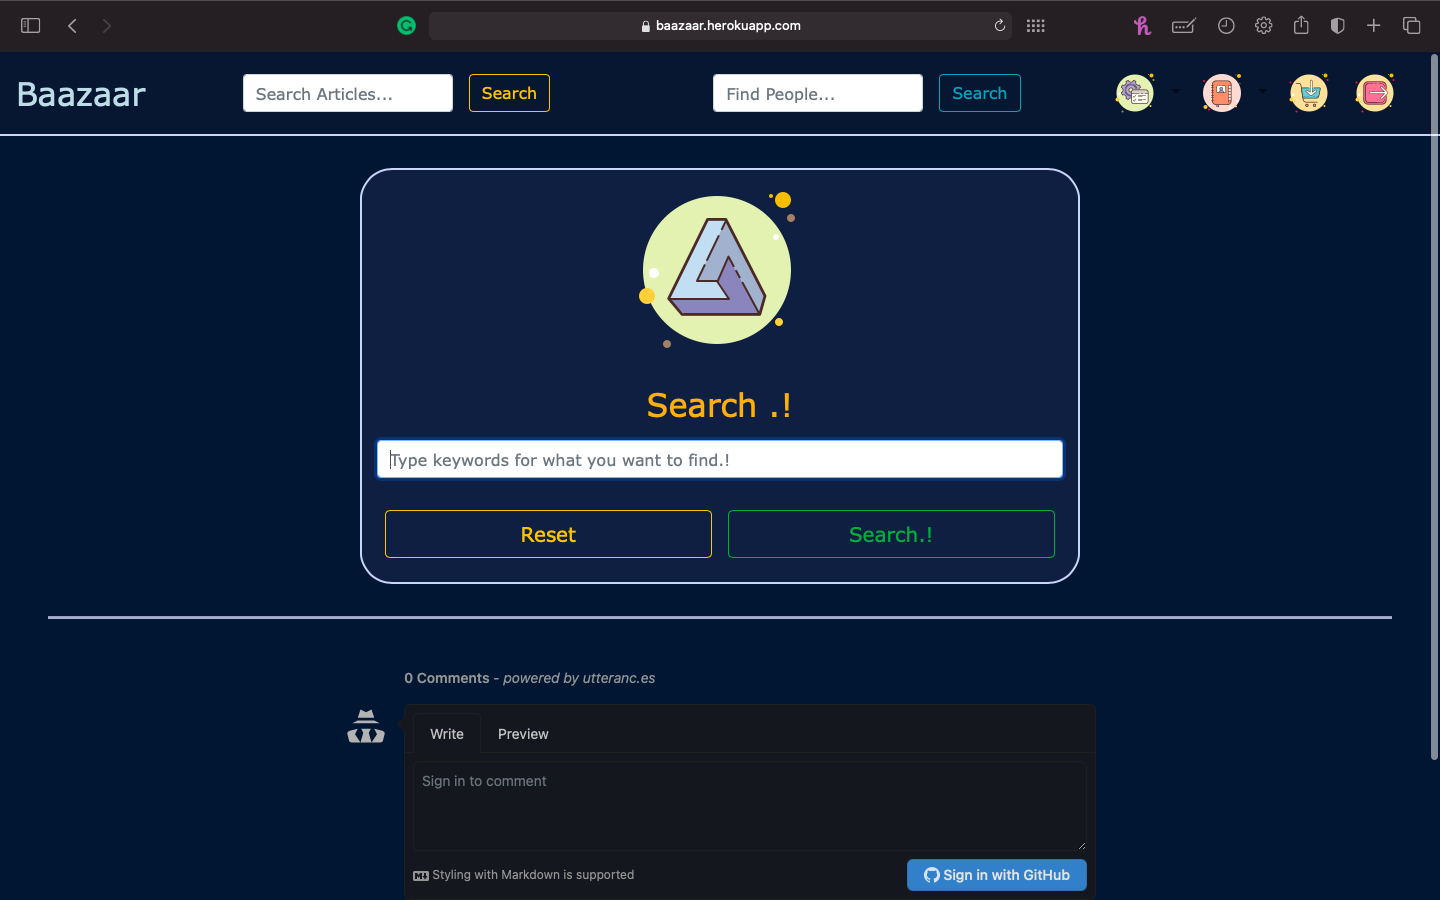 baazaar.herokuapp.com
Baazaar
Search Articles...
Search
Find People...
Search
Search .!
Type keywords for what you want to find.!
Reset
Search.!
0 Comments - powered by utteranc.es
Write
Preview
Sign in to comment
Styling with Markdown is supported
Sign in with GitHub